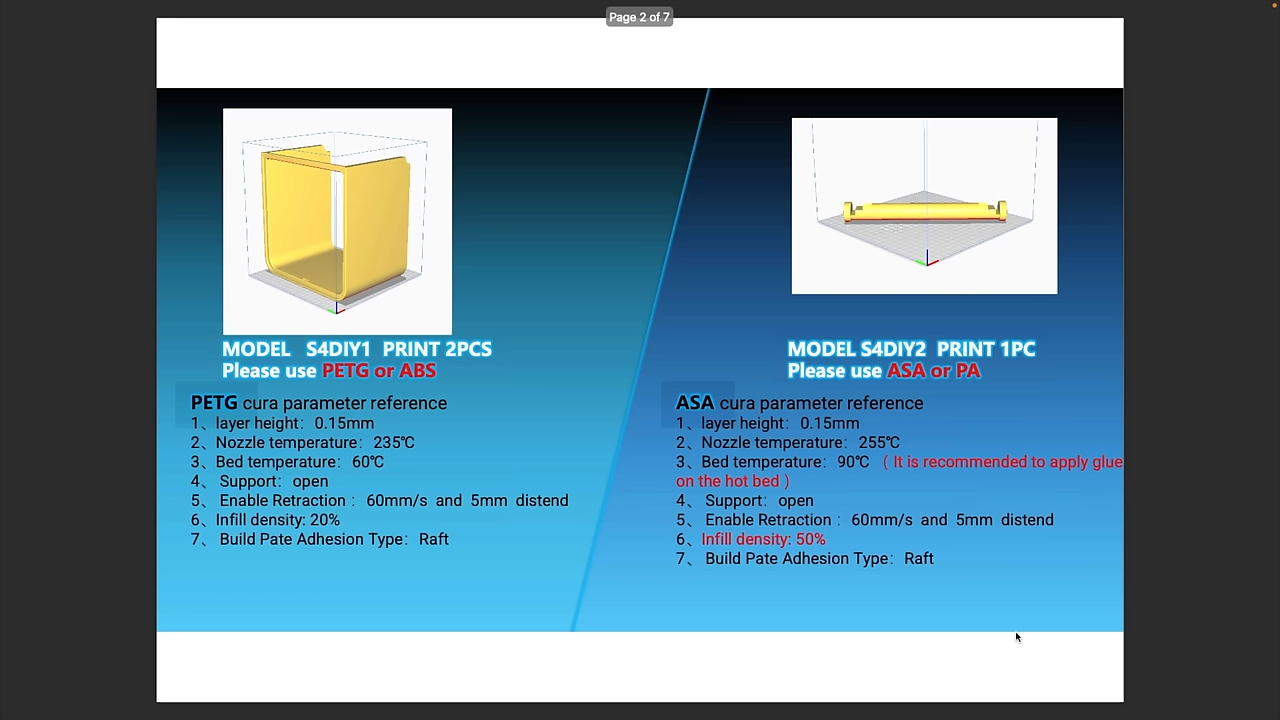 Page 2 of 7
MODEL S4DIY1 PRINT 2PCS
Please use PETG or ABS
PETG cura parameter reference
1、layer height：0.15mm
2、Nozzle temperature：235℃
3、Bed temperature：60℃
4、 Support：open
5、 Enable Retraction：60mm/s and 5mm distend
6、Infill density: 20%
7、 Build Pate Adhesion Type：Raft
MODEL S4DIY2 PRINT 1PC
Please use ASA or PA
ASA cura parameter reference
1、layer height：0.15mm
2、Nozzle temperature：255℃
3、Bed temperature：90℃ （It is recommended to apply glue
on the hot bed）
4、 Support：open
5、 Enable Retraction：60mm/s and 5mm distend
6、Infill density: 50%
7、 Build Pate Adhesion Type：Raft